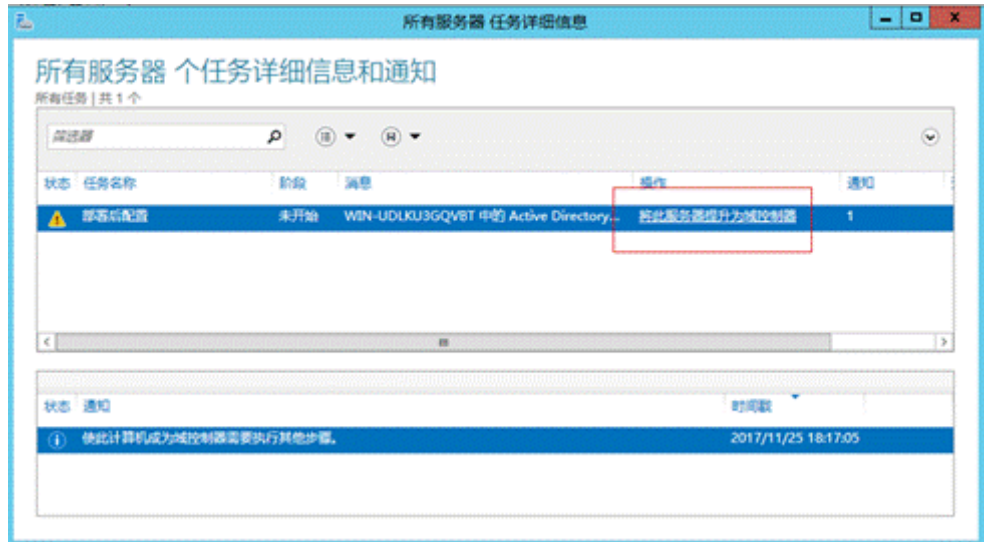 所有服务器 任务详细信息
所有服务器 个任务详细信息和通知
所有任务 | 共 1 个
筛选器
状态 任务名称 阶段 消息 操作 通知
部署后配置 未开始 WIN-UDLKU3GQVBT 中的 Active Directory... 将此服务器提升为域控制器 1
状态 通知 时间戳
使此计算机成为域控制器需要执行其他步骤。 2017/11/25 18:17:05